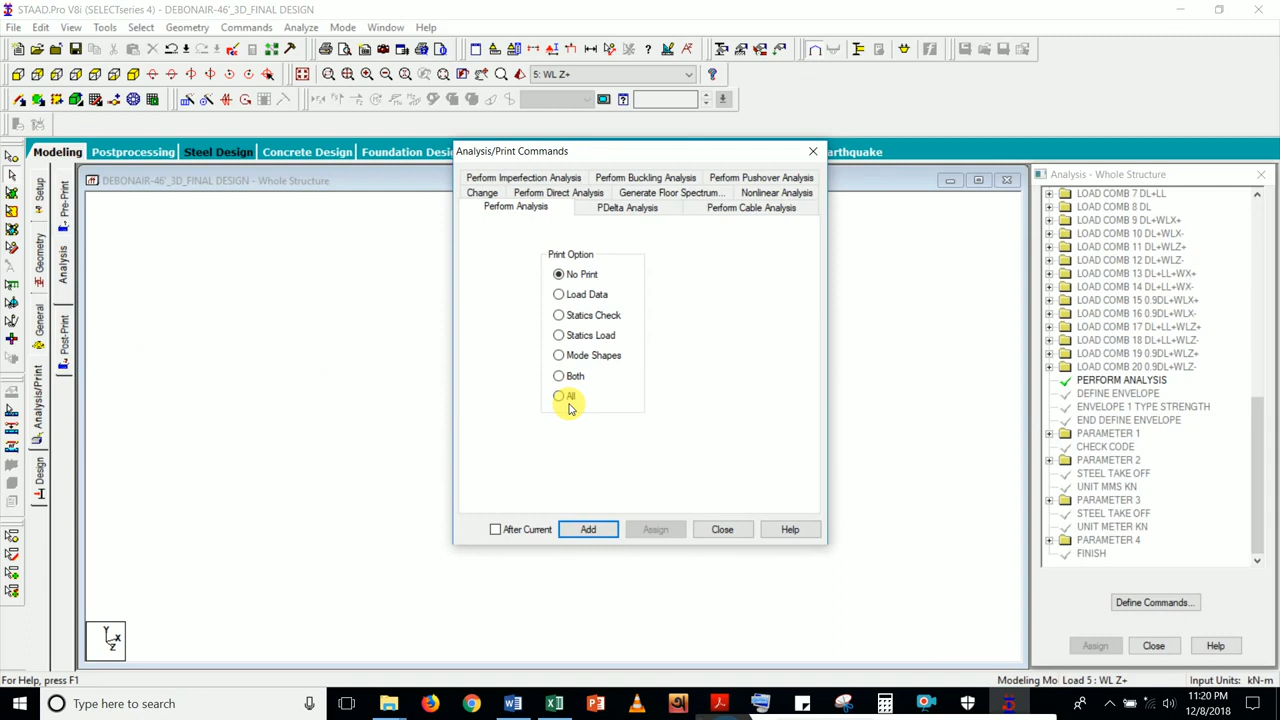 STAAD.Pro V8i (SELECTseries 4) - DEBONAIR-46'_3D_FINAL DESIGN
File Edit View Tools Select Geometry Commands Analyze Mode Window Help
5: WL Z+
Modeling Postprocessing Steel Design Concrete Design Foundation Desi
arthquake
DEBONAIR-46'_3D_FINAL DESIGN - Whole Structure
Setup
Geometry
General
Analysis/Print
Design
Pre-Print
Analysis
Post-Print
Analysis/Print Commands
Perform Imperfection Analysis Perform Buckling Analysis Perform Pushover Analysis
Change Perform Direct Analysis Generate Floor Spectrum... Nonlinear Analysis
Perform Analysis PDelta Analysis Perform Cable Analysis
Print Option
No Print
Load Data
Statics Check
Statics Load
Mode Shapes
Both
All
After Current Add Assign Close Help
Analysis - Whole Structure
LOAD COMB 7 DL+LL
LOAD COMB 8 DL
LOAD COMB 9 DL+WLX+
LOAD COMB 10 DL+WLX-
LOAD COMB 11 DL+WLZ+
LOAD COMB 12 DL+WLZ-
LOAD COMB 13 DL+LL+WX+
LOAD COMB 14 DL+LL+WX-
LOAD COMB 15 0.9DL+WLX+
LOAD COMB 16 0.9DL+WLX-
LOAD COMB 17 DL+LL+WLZ+
LOAD COMB 18 DL+LL+WLZ-
LOAD COMB 19 0.9DL+WLZ+
LOAD COMB 20 0.9DL+WLZ-
PERFORM ANALYSIS
DEFINE ENVELOPE
ENVELOPE 1 TYPE STRENGTH
END DEFINE ENVELOPE
PARAMETER 1
CHECK CODE
PARAMETER 2
STEEL TAKE OFF
UNIT MMS KN
PARAMETER 3
STEEL TAKE OFF
UNIT METER KN
PARAMETER 4
FINISH
Define Commands...
Assign Close Help
Y
X
Z
For Help, press F1
Modeling Mo Load 5 : WL Z+ Input Units: kN-m
Type here to search
11:20 PM
12/8/2018